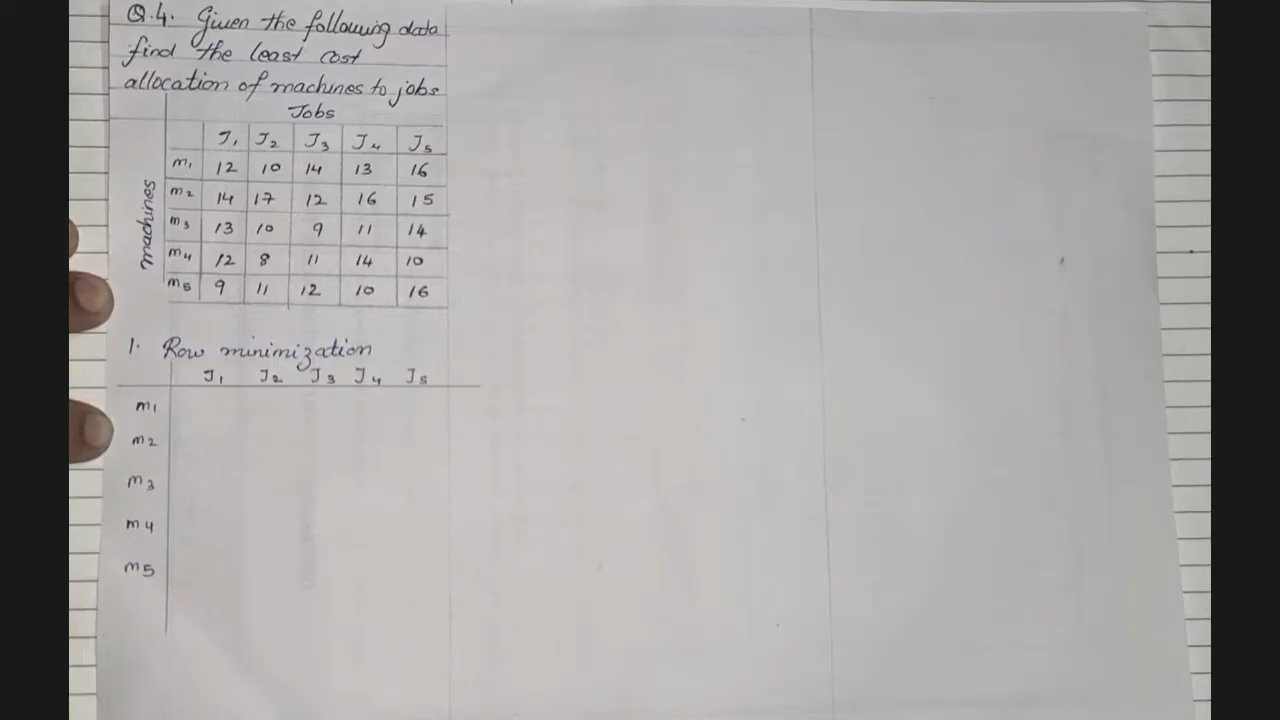 Q.4. Given the following data
find the least cost
allocation of machines to jobs
Jobs
J1 J2 J3 J4 J5
machines
m1 12 10 14 13 16
m2 14 17 12 16 15
m3 13 10 9 11 14
m4 12 8 11 14 10
m5 9 11 12 10 16
1. Row minimization
J1 J2 J3 J4 J5
m1
m2
m3
m4
m5